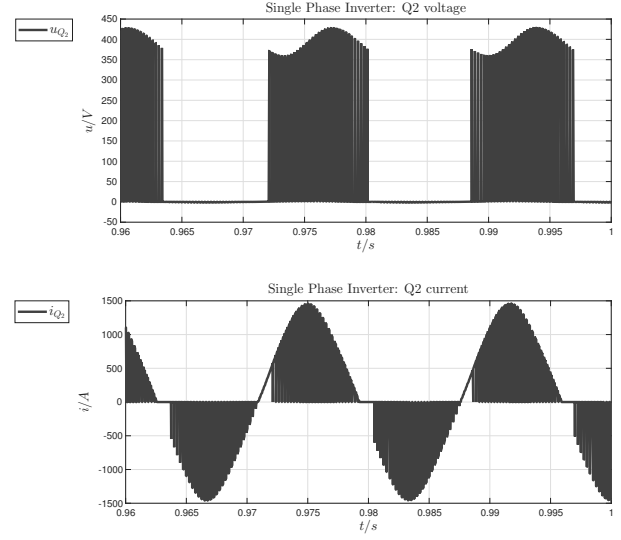 Single Phase Inverter: Q2 voltage
u_{Q_2}
450
400
350
300
250
200
150
100
50
0
-50
u/V
0.96 0.965 0.97 0.975 0.98 0.985 0.99 0.995 1
t/s
Single Phase Inverter: Q2 current
i_{Q_2}
1500
1000
500
0
-500
-1000
-1500
i/A
0.96 0.965 0.97 0.975 0.98 0.985 0.99 0.995 1
t/s